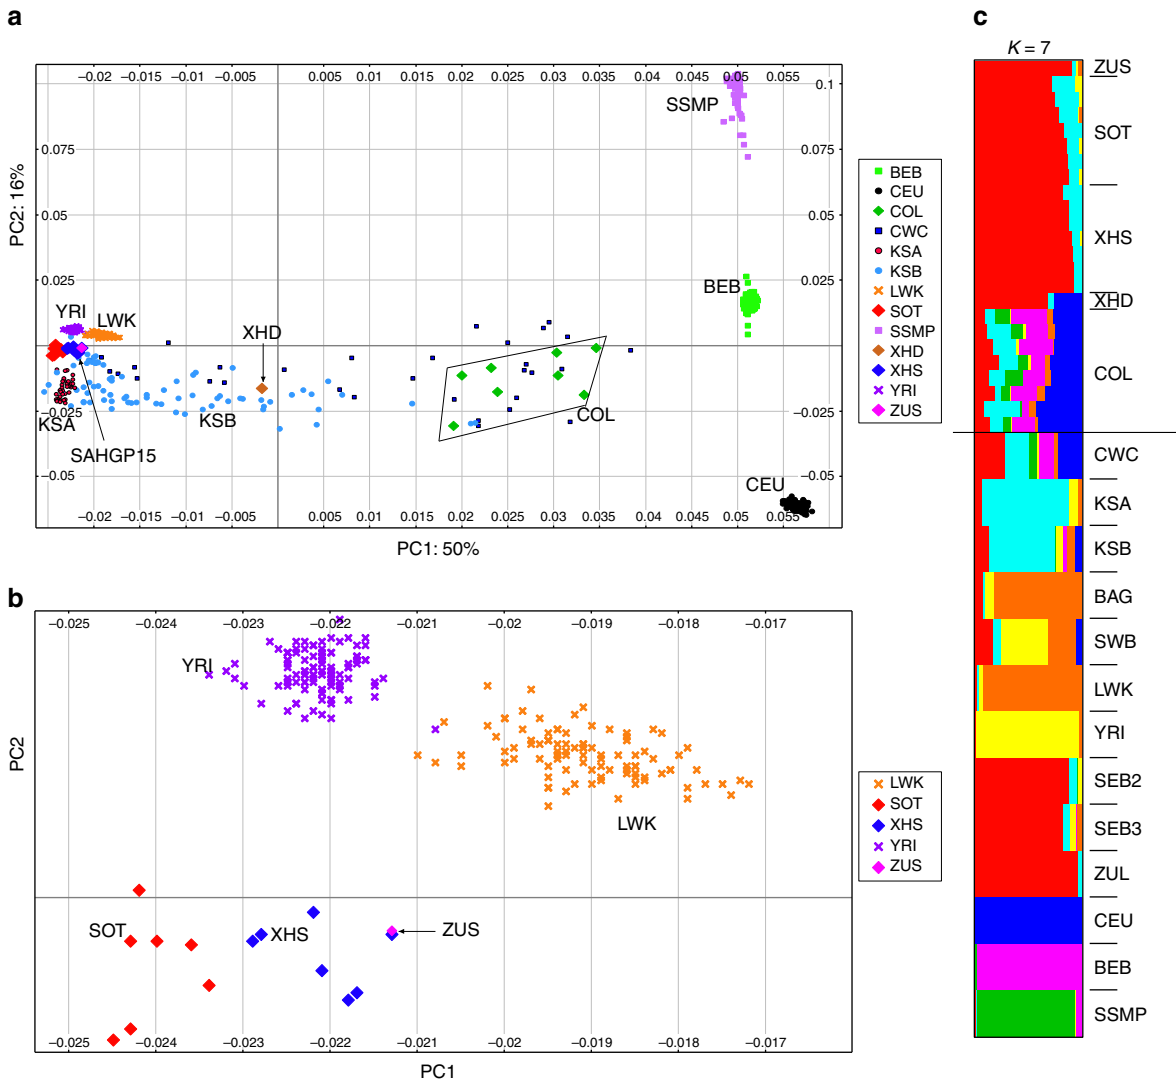 a
−0.02 −0.015 −0.01 −0.005 0.005 0.01 0.015 0.02 0.025 0.03 0.035 0.04 0.045 0.05 0.055
SSMP
0.1
0.075 0.075
0.05 0.05
0.025 0.025
BEB
YRI
LWK
XHD
KSA
KSB
COL
−0.025 −0.025
SAHGP15
−0.05 −0.05
CEU
−0.02 −0.015 −0.01 −0.005 0.005 0.01 0.015 0.02 0.025 0.03 0.035 0.04 0.045 0.05 0.055
PC2: 16%
PC1: 50%
BEB
CEU
COL
CWC
KSA
KSB
LWK
SOT
SSMP
XHD
XHS
YRI
ZUS
b
−0.025 −0.024 −0.023 −0.022 −0.021 −0.02 −0.019 −0.018 −0.017
YRI
LWK
SOT
XHS
ZUS
−0.025 −0.024 −0.023 −0.022 −0.021 −0.02 −0.019 −0.018 −0.017
PC2
PC1
LWK
SOT
XHS
YRI
ZUS
c
K = 7
ZUS
SOT
XHS
XHD
COL
CWC
KSA
KSB
BAG
SWB
LWK
YRI
SEB2
SEB3
ZUL
CEU
BEB
SSMP